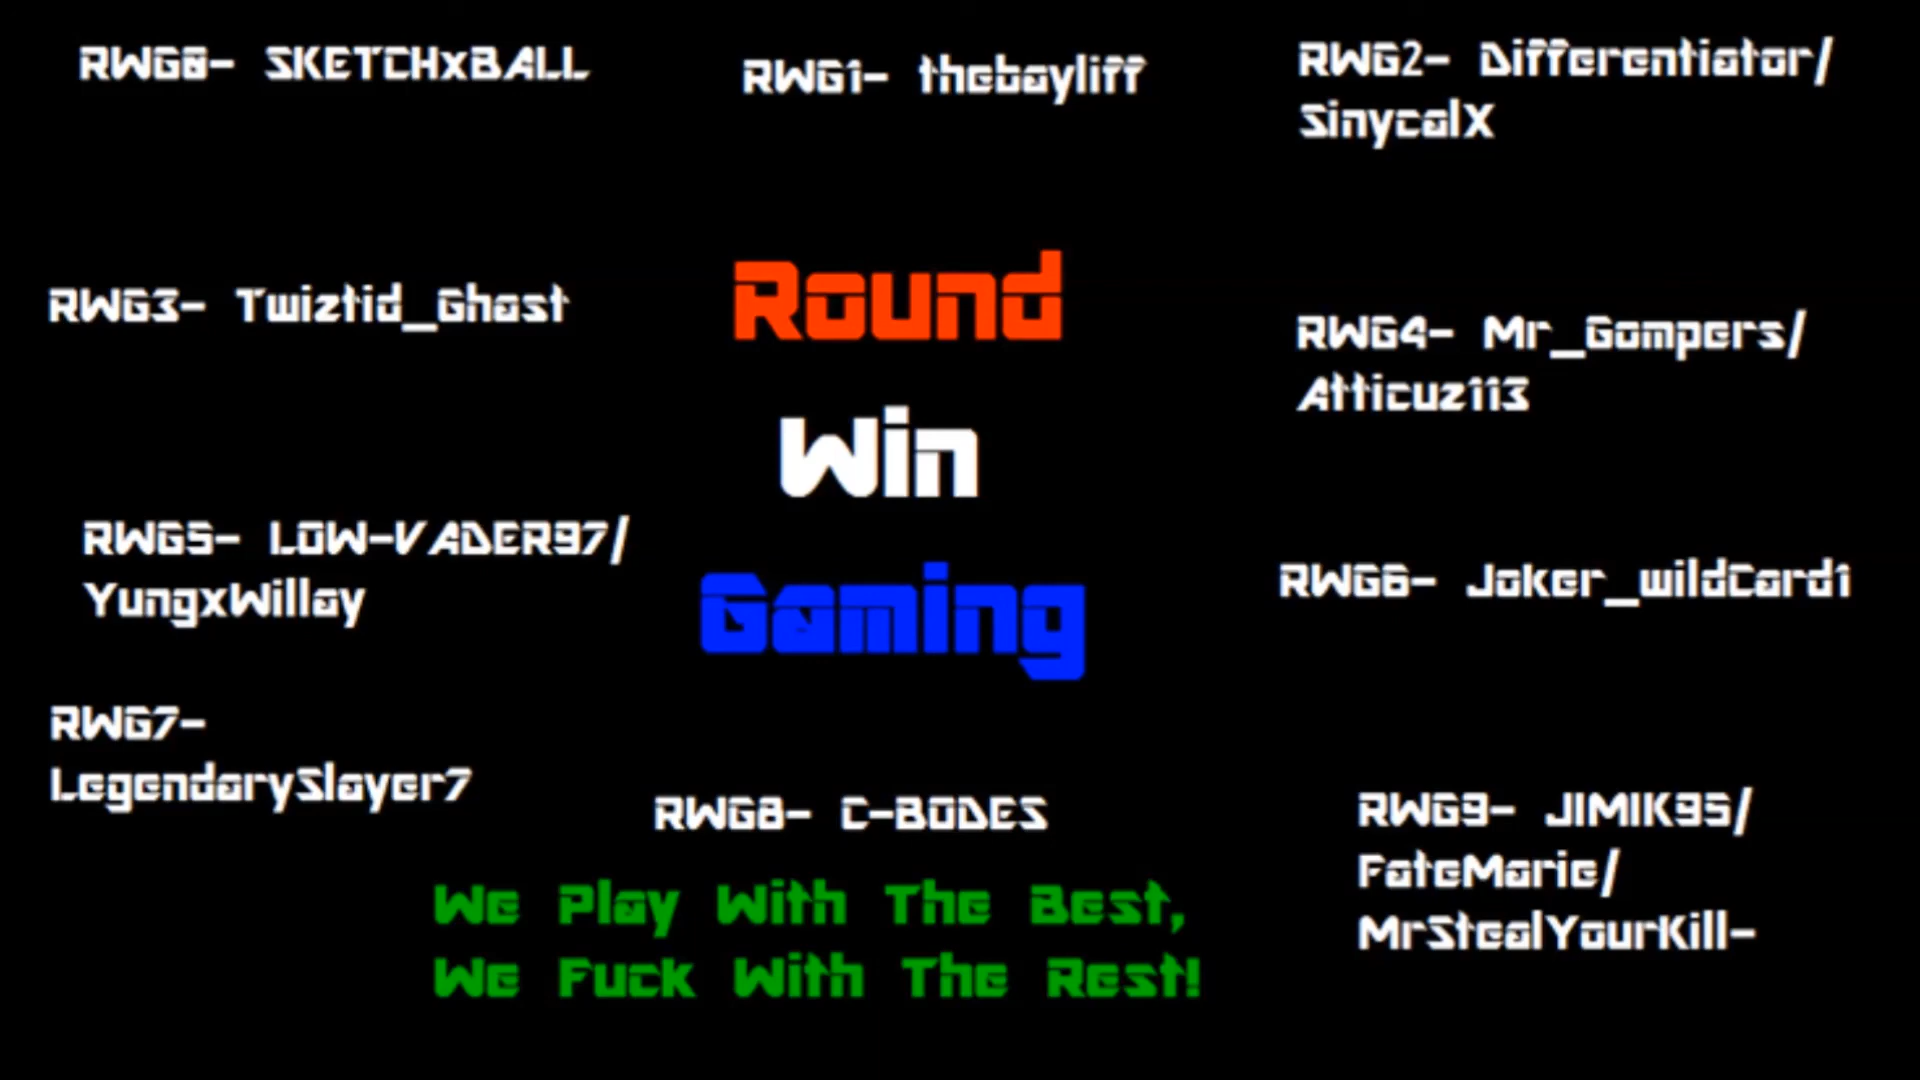 RWG0- SKETCHxBALL
RWG1- thebayliff
RWG2- Differentiator/
SinycalX
RWG3- Twiztid_Ghost
Round
RWG4- Mr_Gompers/
Atticuz113
Win
RWG5- LOW-VADER97/
YungxWillay
RWG6- Joker_wildCard1
Gaming
RWG7-
LegendarySlayer7
RWG8- C-BODES
RWG9- JIMIK95/
FateMarie/
MrStealYourKill-
We Play With The Best,
We Fuck With The Rest!